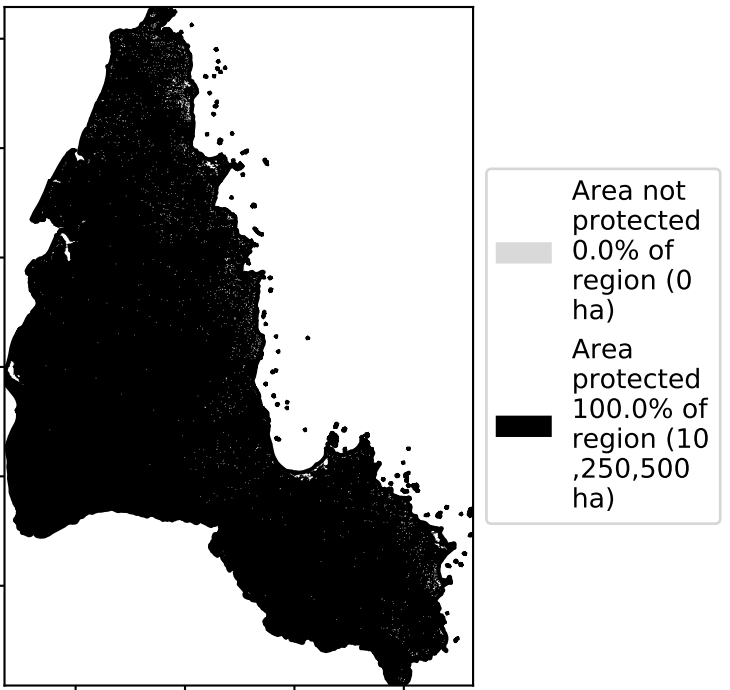 Area not
protected
0.0% of
region (0
ha)
Area
protected
100.0% of
region (10
,250,500
ha)